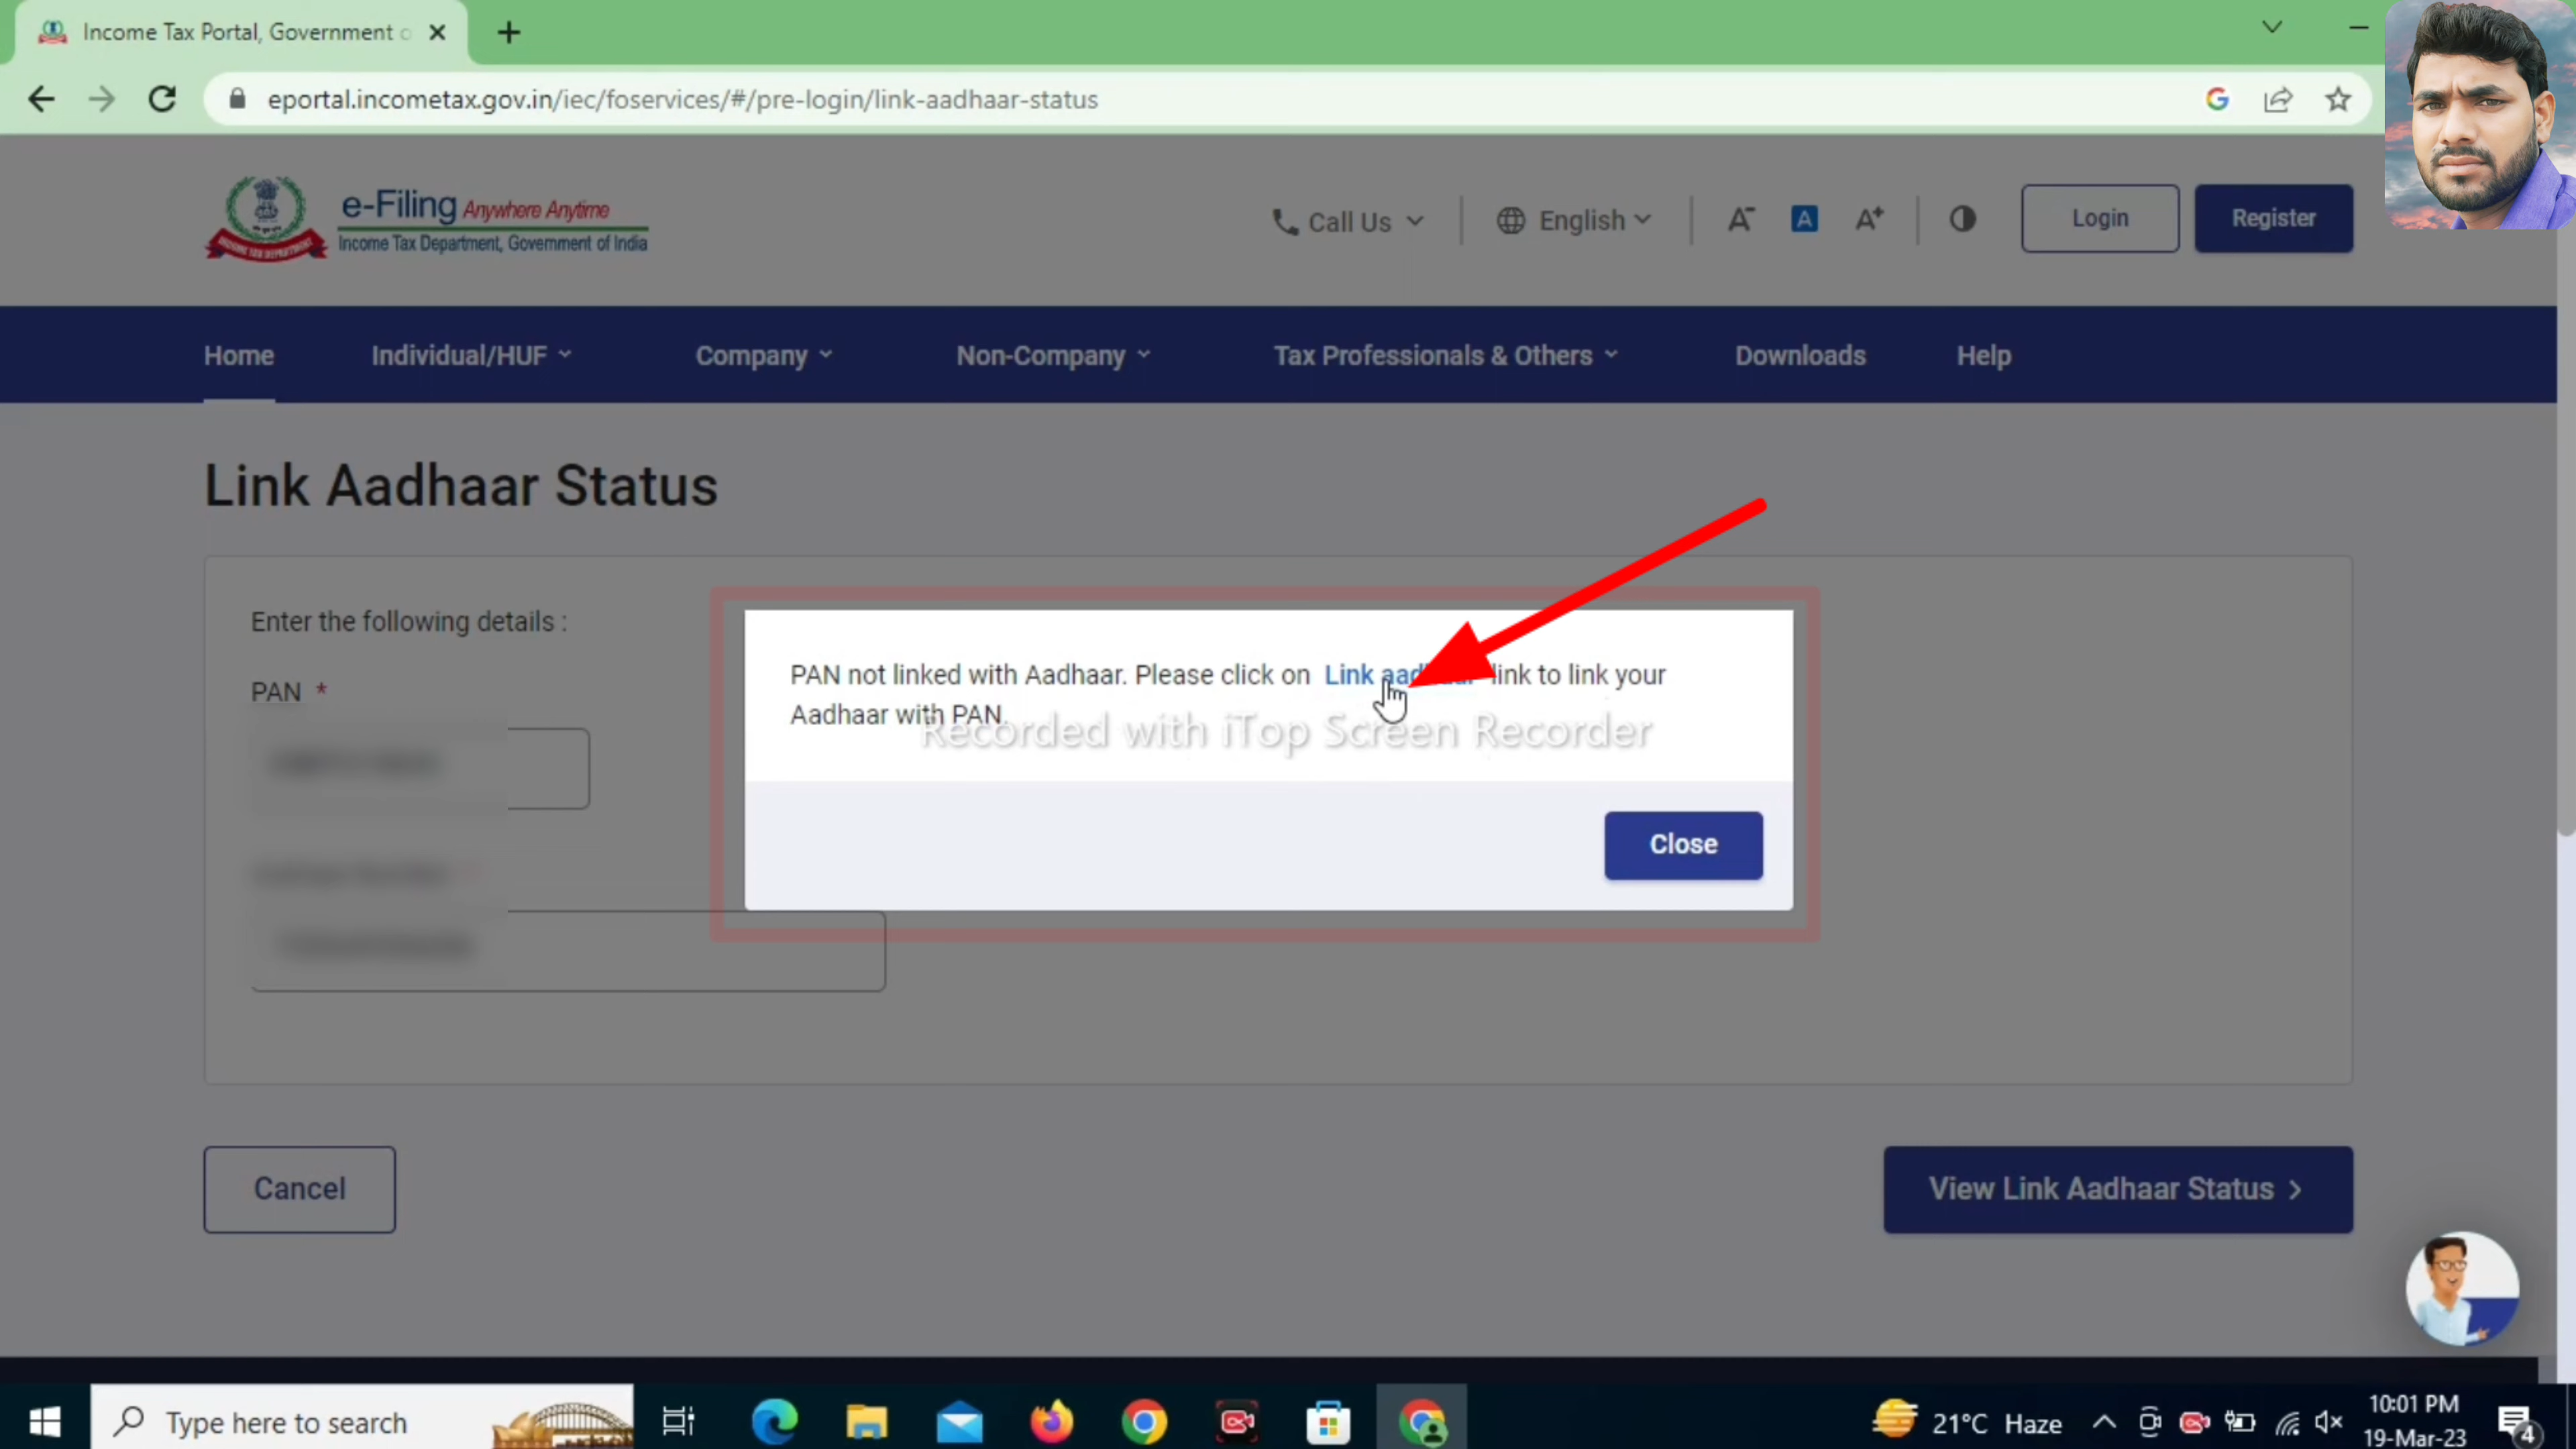 Income Tax Portal, Government o
eportal.incometax.gov.in/iec/foservices/#/pre-login/link-aadhaar-status
e-Filing Anywhere Anytime
Income Tax Department, Government of India
INCOME TAX DEPARTMENT
Call Us
English
A- A A+
Login
Register
Home Individual/HUF Company Non-Company Tax Professionals & Others Downloads Help
Link Aadhaar Status
Enter the following details :
PAN *
PAN not linked with Aadhaar. Please click on Link link to link your
Aadhaar with PAN.
Recorded with iTop Screen Recorder
Close
Cancel
View Link Aadhaar Status >
Type here to search
21°C Haze
10:01 PM
19-Mar-23
4